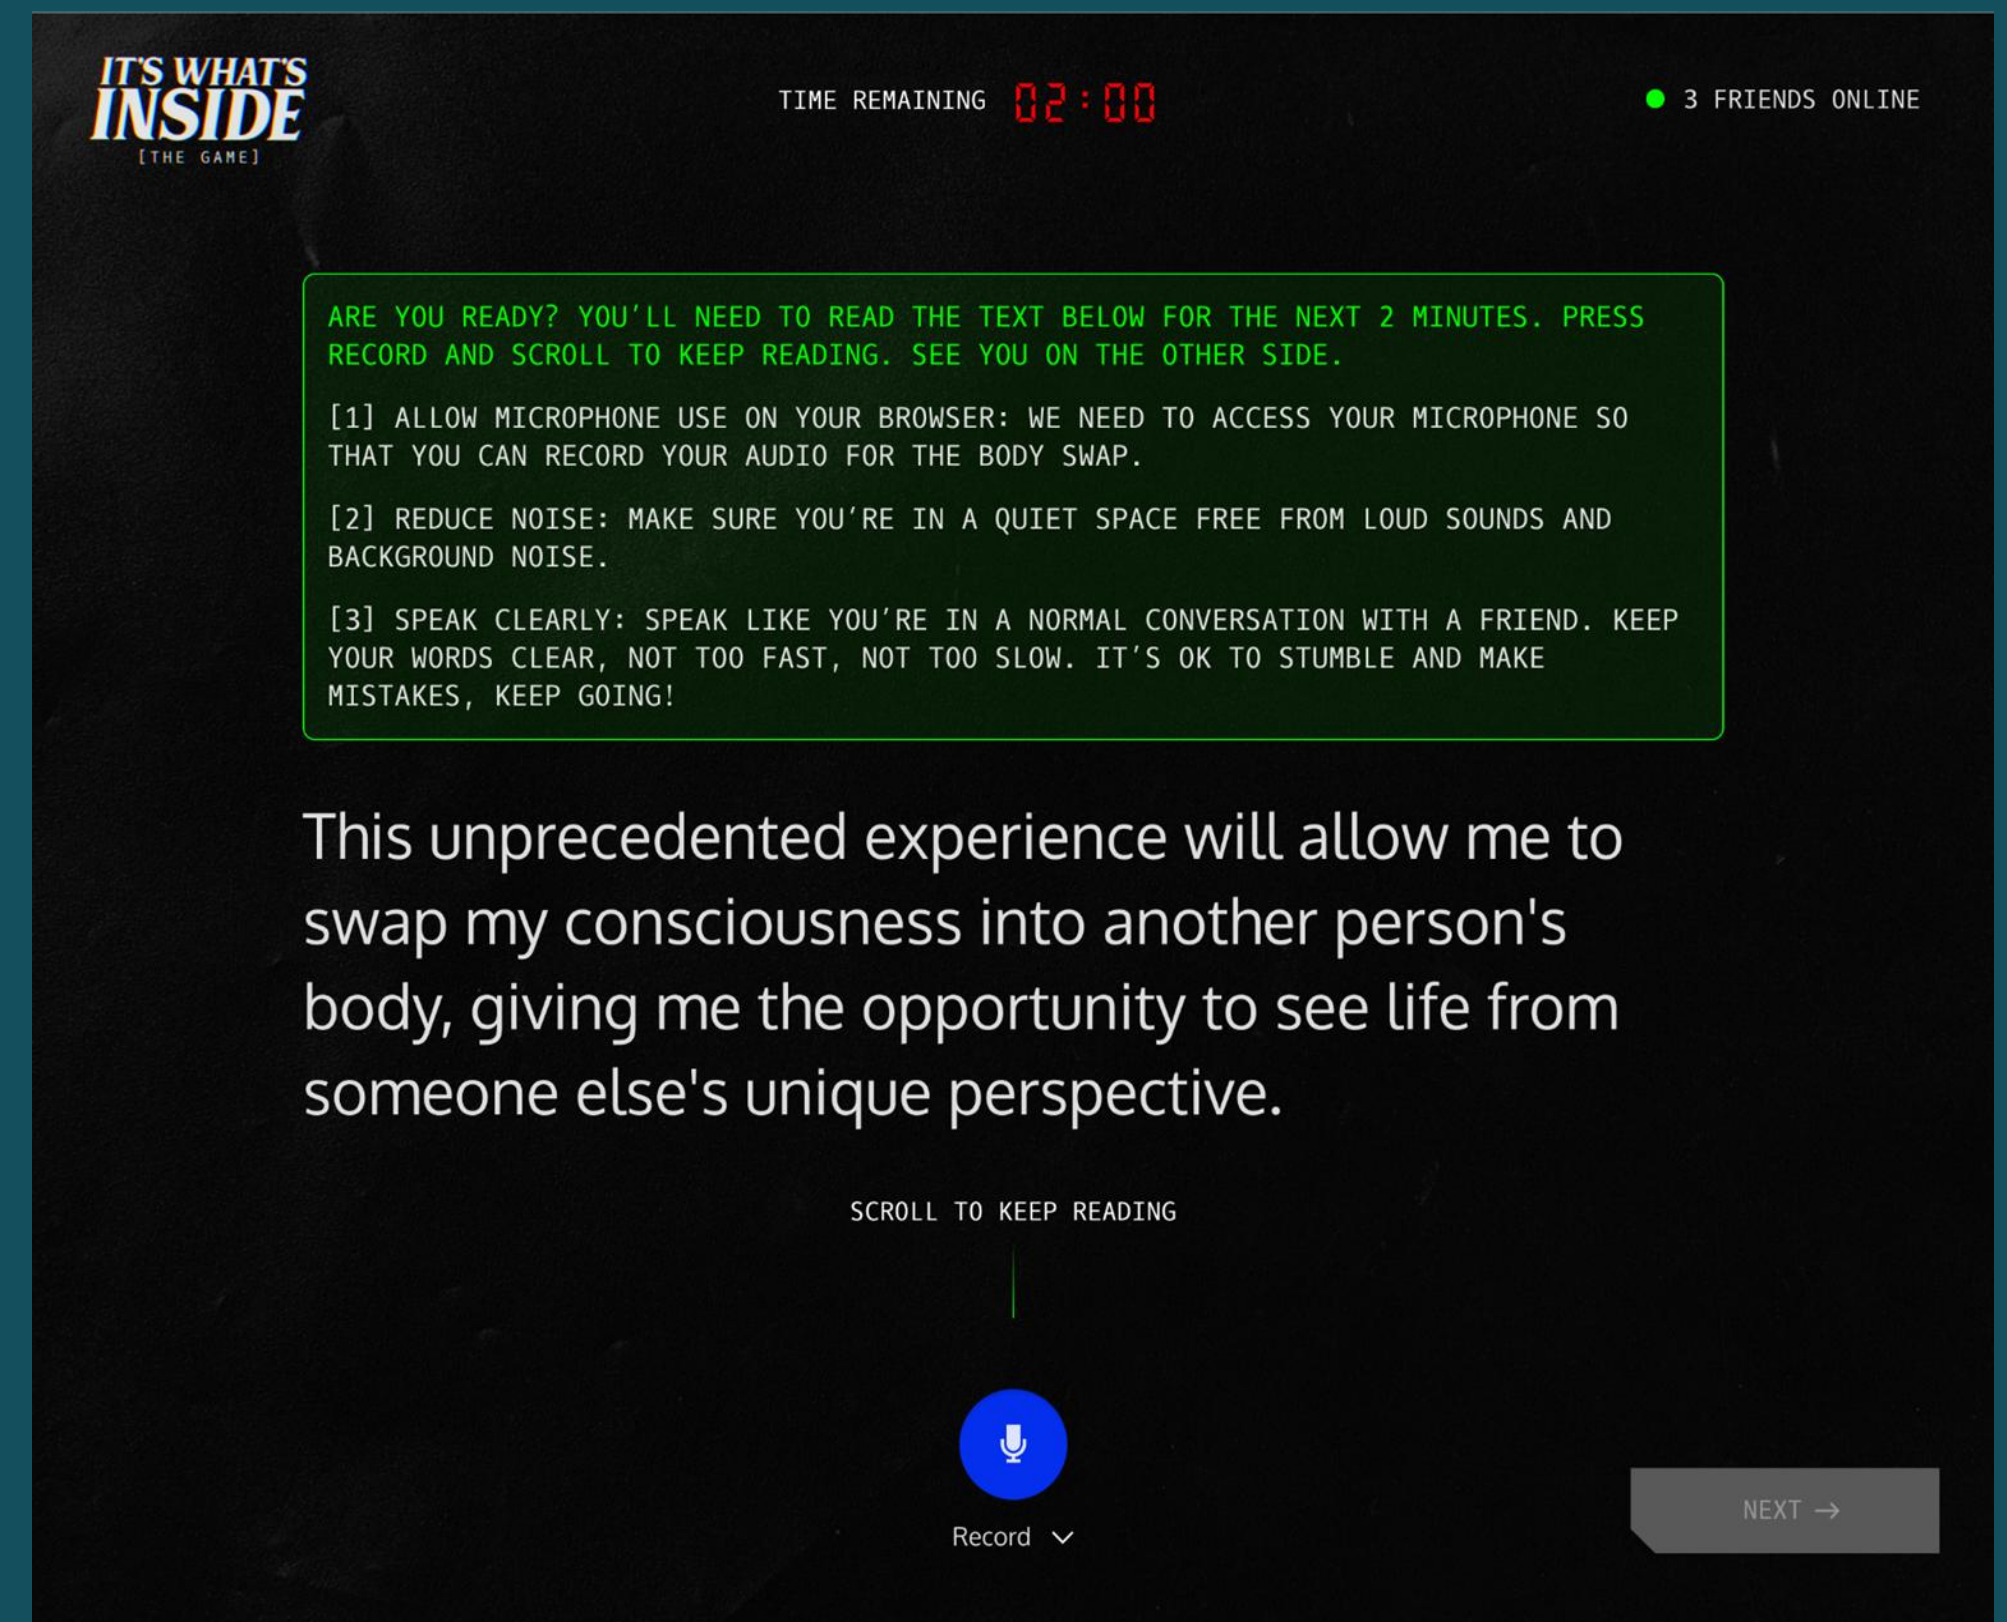 IT'S WHAT'S
INSIDE
[THE GAME]
TIME REMAINING 02:00
3 FRIENDS ONLINE
ARE YOU READY? YOU'LL NEED TO READ THE TEXT BELOW FOR THE NEXT 2 MINUTES. PRESS
RECORD AND SCROLL TO KEEP READING. SEE YOU ON THE OTHER SIDE.
[1] ALLOW MICROPHONE USE ON YOUR BROWSER: WE NEED TO ACCESS YOUR MICROPHONE SO
THAT YOU CAN RECORD YOUR AUDIO FOR THE BODY SWAP.
[2] REDUCE NOISE: MAKE SURE YOU'RE IN A QUIET SPACE FREE FROM LOUD SOUNDS AND
BACKGROUND NOISE.
[3] SPEAK CLEARLY: SPEAK LIKE YOU'RE IN A NORMAL CONVERSATION WITH A FRIEND. KEEP
YOUR WORDS CLEAR, NOT TOO FAST, NOT TOO SLOW. IT'S OK TO STUMBLE AND MAKE
MISTAKES, KEEP GOING!
This unprecedented experience will allow me to
swap my consciousness into another person's
body, giving me the opportunity to see life from
someone else's unique perspective.
SCROLL TO KEEP READING
Record
NEXT →